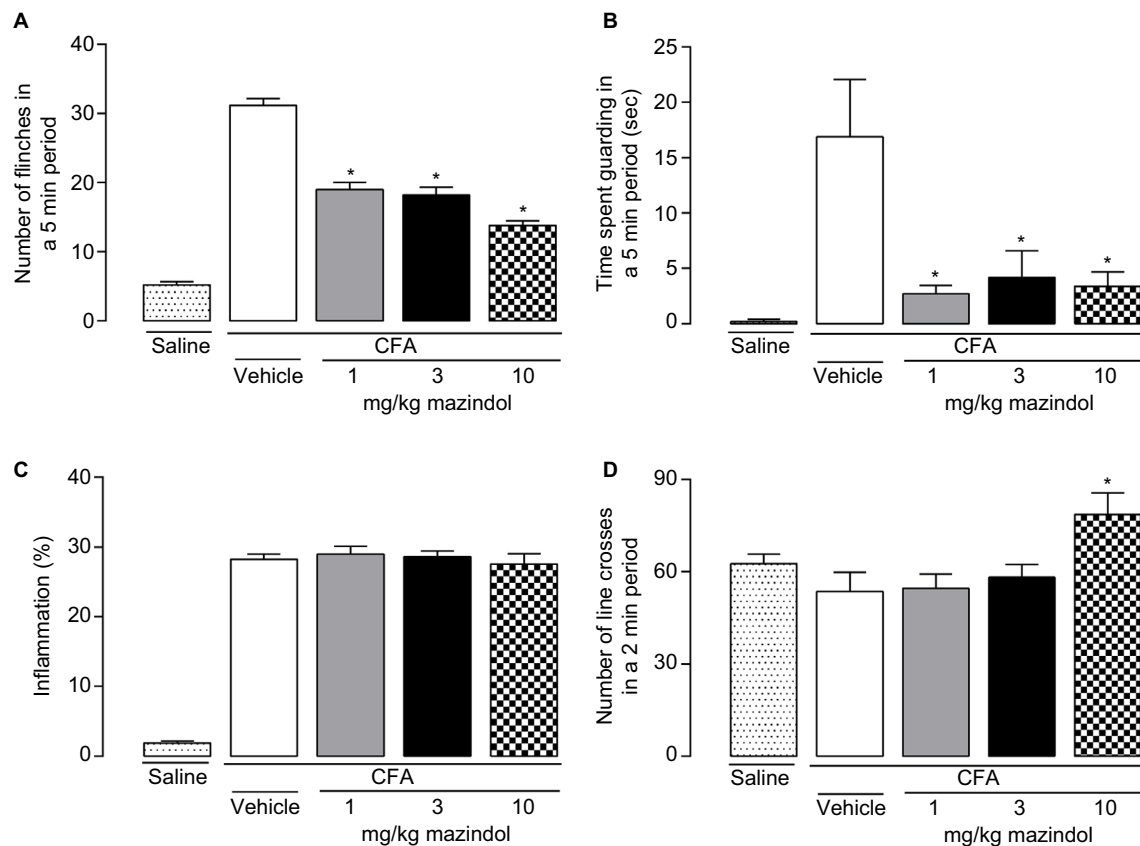 A
Number of flinches in
a 5 min period
40
30
20
10
0
*
*
*
Saline
CFA
Vehicle
1
3
10
mg/kg mazindol
B
Time spent guarding in
a 5 min period (sec)
25
20
15
10
5
0
*
*
*
Saline
CFA
Vehicle
1
3
10
mg/kg mazindol
C
Inflammation (%)
40
30
20
10
0
Saline
CFA
Vehicle
1
3
10
mg/kg mazindol
D
Number of line crosses
in a 2 min period
90
60
30
0
*
Saline
CFA
Vehicle
1
3
10
mg/kg mazindol